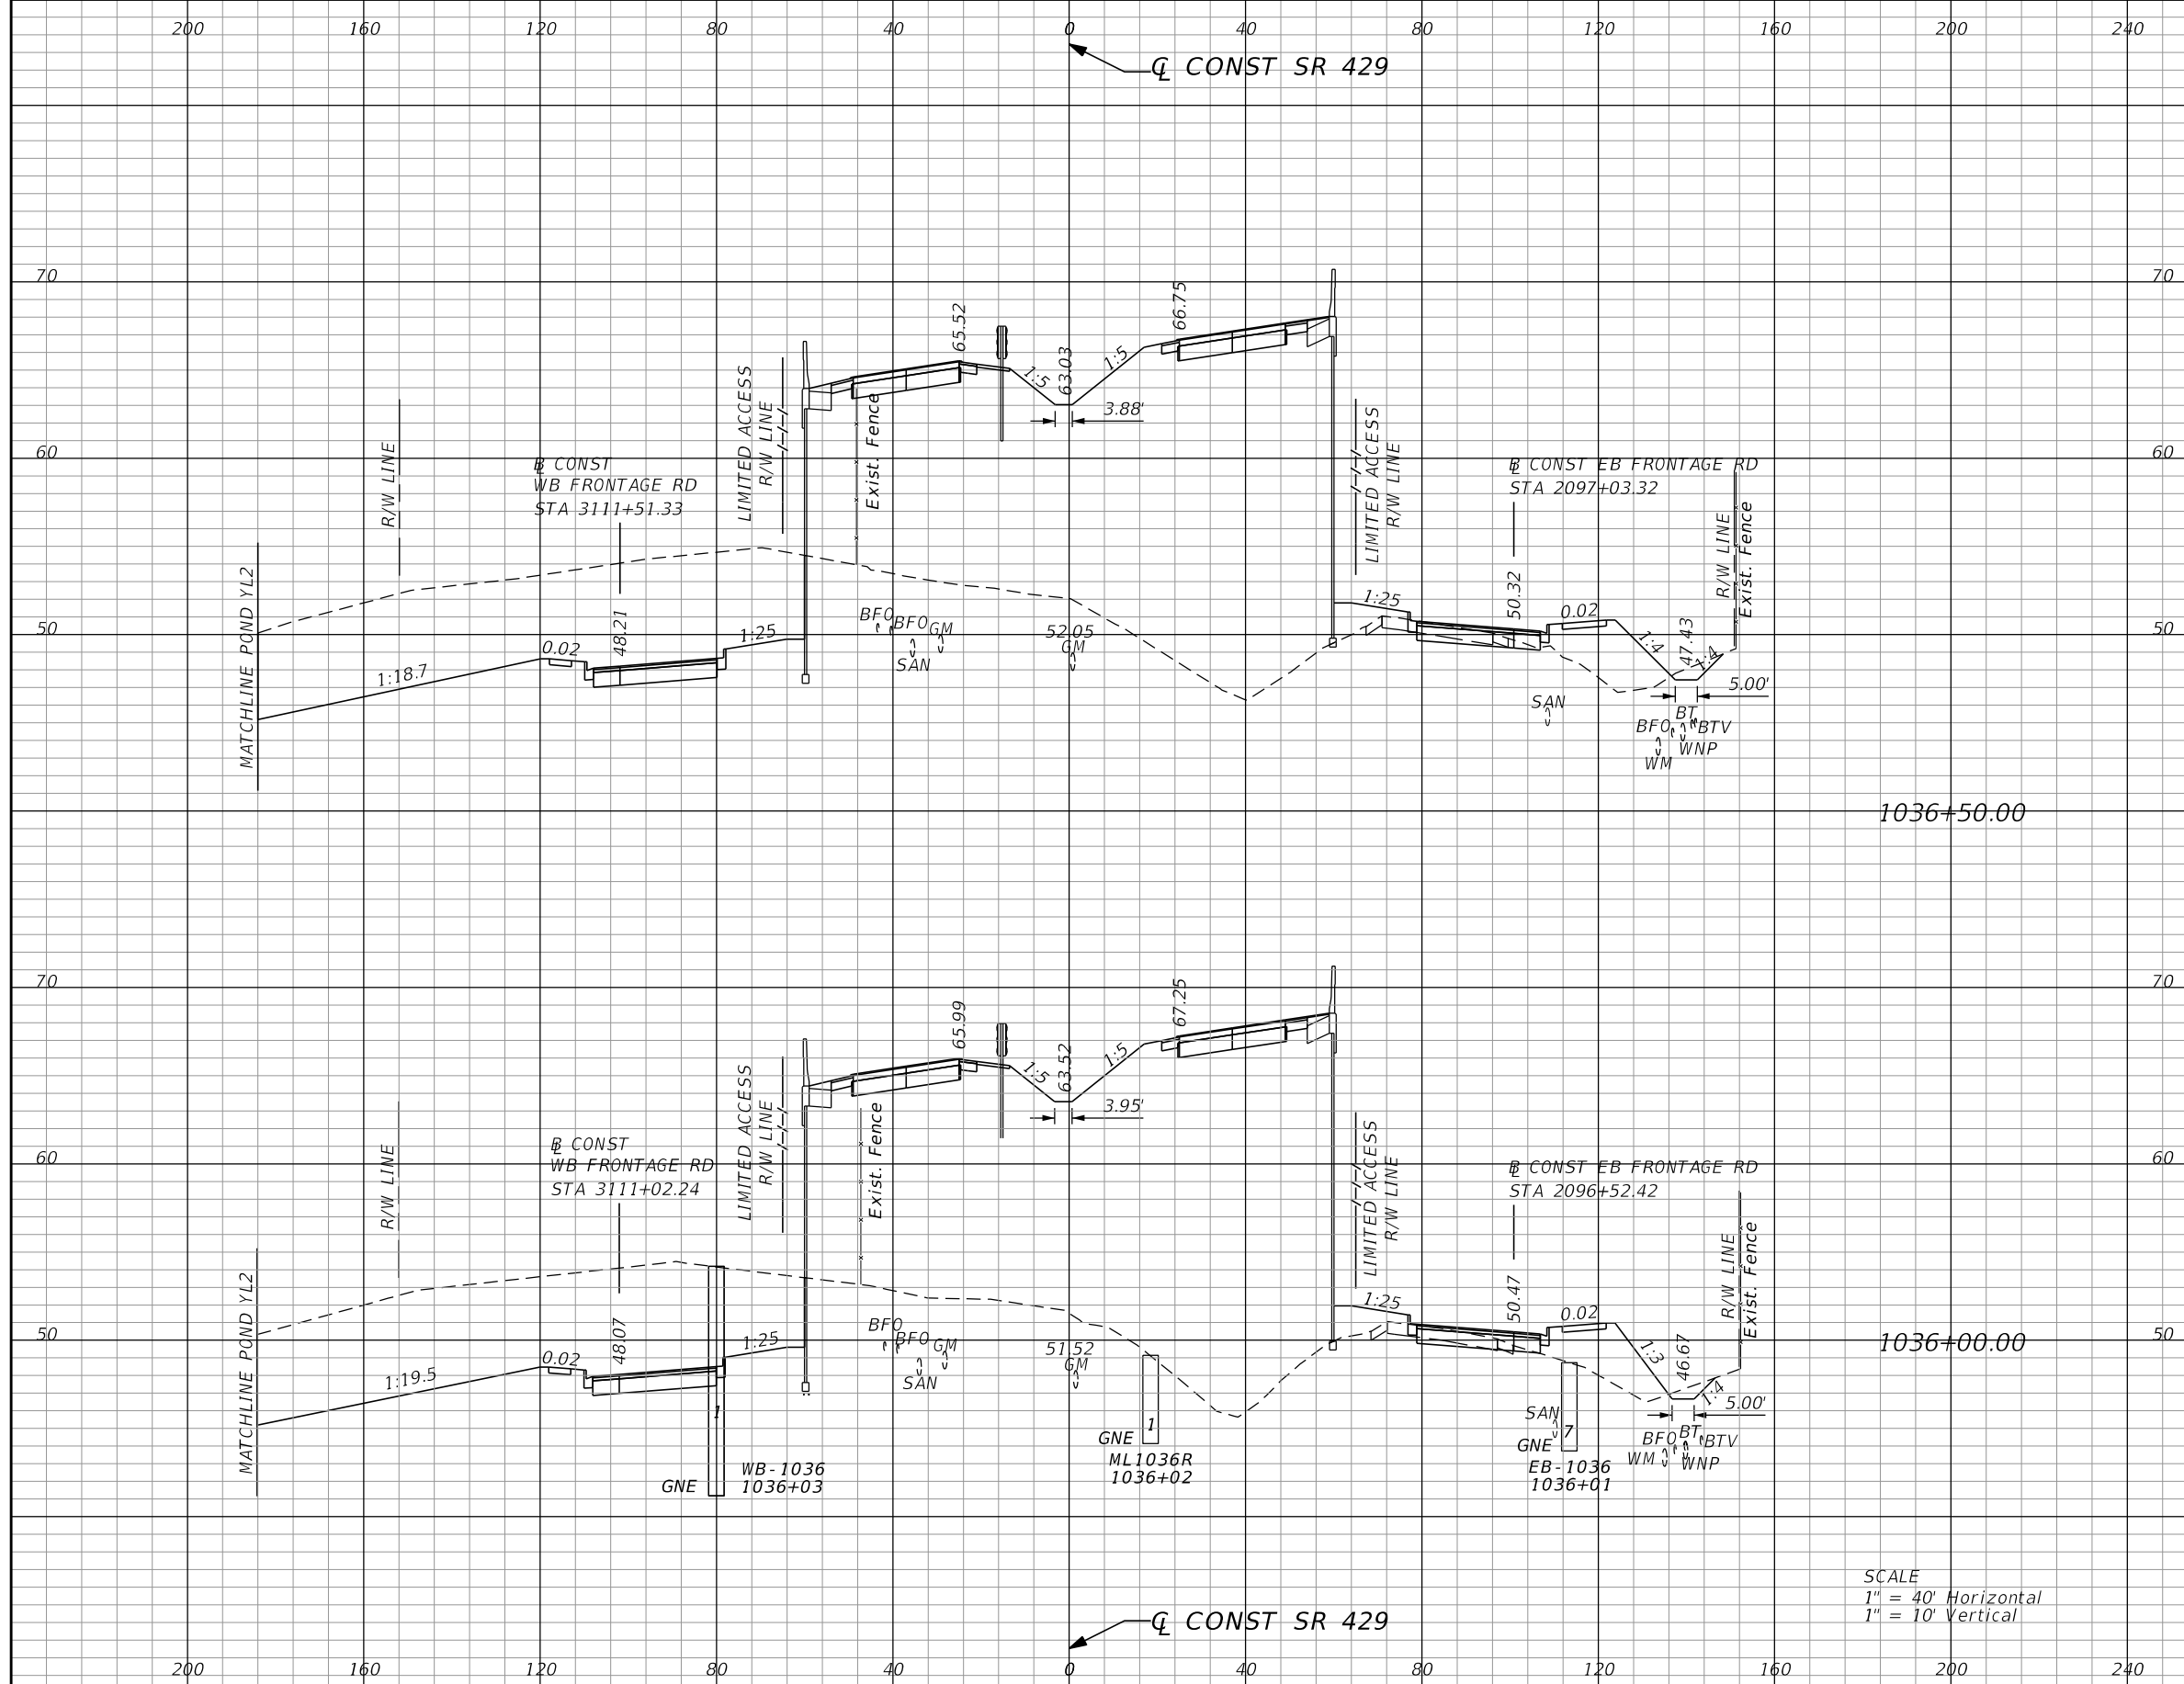 200 160 120 80 40 0 40 80 120 160 200 240
℄ CONST SR 429
70 70
66.75
65.52
63.03
1:5
1:5
3.88'
LIMITED ACCESS
R/W LINE
Exist. Fence
R/W LINE
60 60
℄ CONST
WB FRONTAGE RD
STA 3111+51.33
LIMITED ACCESS
R/W LINE
B CONST EB FRONTAGE RD
STA 2097+03.32
R/W LINE
Exist. Fence
MATCHLINE POND YL2
50 50
1:18.7
0.02
48.21
1:25
BFO
BFO
GM
SAN
52.05
GM
1:25
50.32
0.02
1:4
47.43
1:4
5.00'
SAN
BT
BFO
BTV
WNP
WM
1036+50.00
70 70
67.25
65.99
63.52
1:5
1:5
3.95'
LIMITED ACCESS
R/W LINE
Exist. Fence
R/W LINE
60 60
B CONST
WB FRONTAGE RD
STA 3111+02.24
LIMITED ACCESS
R/W LINE
B CONST EB FRONTAGE RD
STA 2096+52.42
R/W LINE
Exist. Fence
MATCHLINE POND YL2
50 50
1:19.5
0.02
48.07
1:25
BFO
BFO
GM
SAN
51.52
GM
1:25
50.47
0.02
1:3
46.67
1:4
5.00'
1036+00.00
1
GNE
WB-1036
1036+03
1
GNE
ML1036R
1036+02
SAN
7
GNE
EB-1036
1036+01
BFO
BT
BTV
WM
WNP
SCALE
1" = 40' Horizontal
1" = 10' Vertical
℄ CONST SR 429
200 160 120 80 40 0 40 80 120 160 200 240